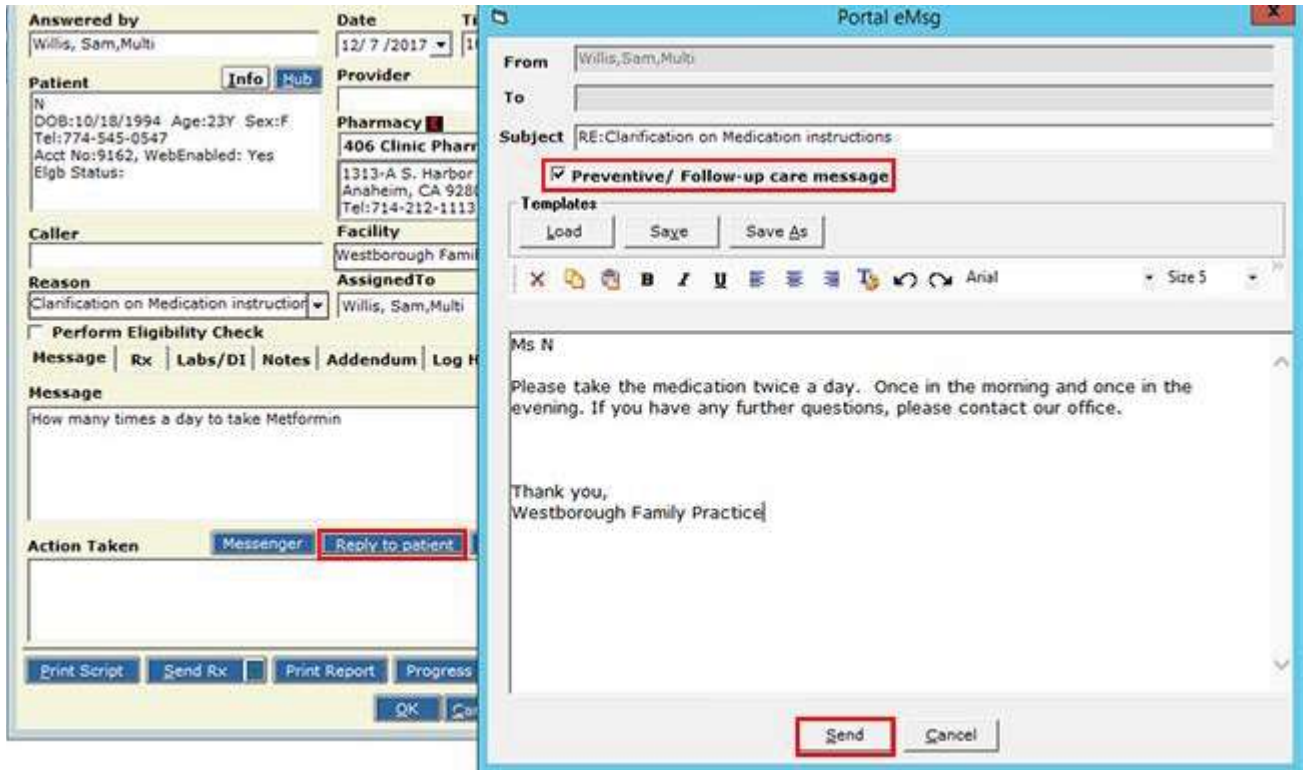 Answered by
Date
Willis, Sam,Multi
12/ 7 /2017
Patient
Info
Hub
Provider
N
DOB:10/18/1994 Age:23Y Sex:F
Tel:774-545-0547
Acct No:9162, WebEnabled: Yes
Elgb Status:
Pharmacy
406 Clinic Pharr
1313-A S. Harbor
Anaheim, CA 928
Tel:714-212-1113
Caller
Facility
Westborough Famil
Reason
AssignedTo
Clarification on Medication instruction
Willis, Sam,Multi
Perform Eligibility Check
Message Rx Labs/DI Notes Addendum Log H
Message
How many times a day to take Metformin
Action Taken
Messenger
Reply to patient
Print Script
Send Rx
Print Report
Progress
OK
Portal eMsg
X
From
Willis,Sam,Multi
To
Subject
RE:Clarification on Medication instructions
Preventive/ Follow-up care message
Templates
Load
Save
Save As
B I U
Arial
Size 5
Ms N
Please take the medication twice a day. Once in the morning and once in the
evening. If you have any further questions, please contact our office.
Thank you,
Westborough Family Practice
Send
Cancel